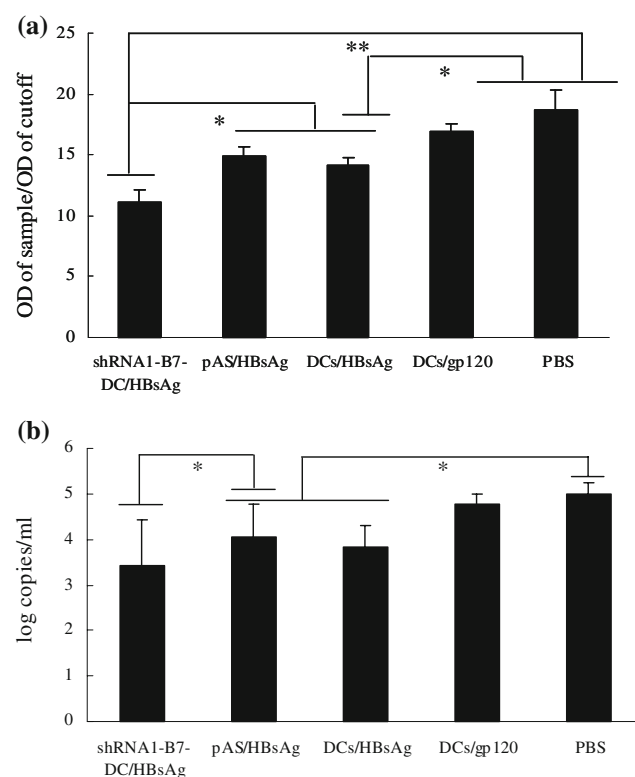 (a)
25
20
15
10
5
0
OD of sample/OD of cutoff
**
*
*
shRNA1-B7-
DC/HBsAg
pAS/HBsAg
DCs/HBsAg
DCs/gp120
PBS
(b)
6
5
4
3
2
1
0
log copies/ml
*
*
shRNA1-B7-
DC/HBsAg
pAS/HBsAg
DCs/HBsAg
DCs/gp120
PBS